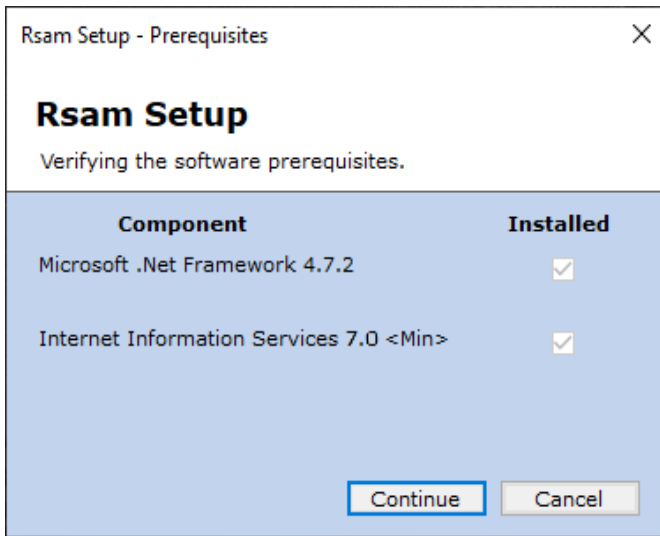 Rsam Setup - Prerequisites
Rsam Setup
Verifying the software prerequisites.
Component Installed
Microsoft .Net Framework 4.7.2
Internet Information Services 7.0 <Min>
Continue Cancel